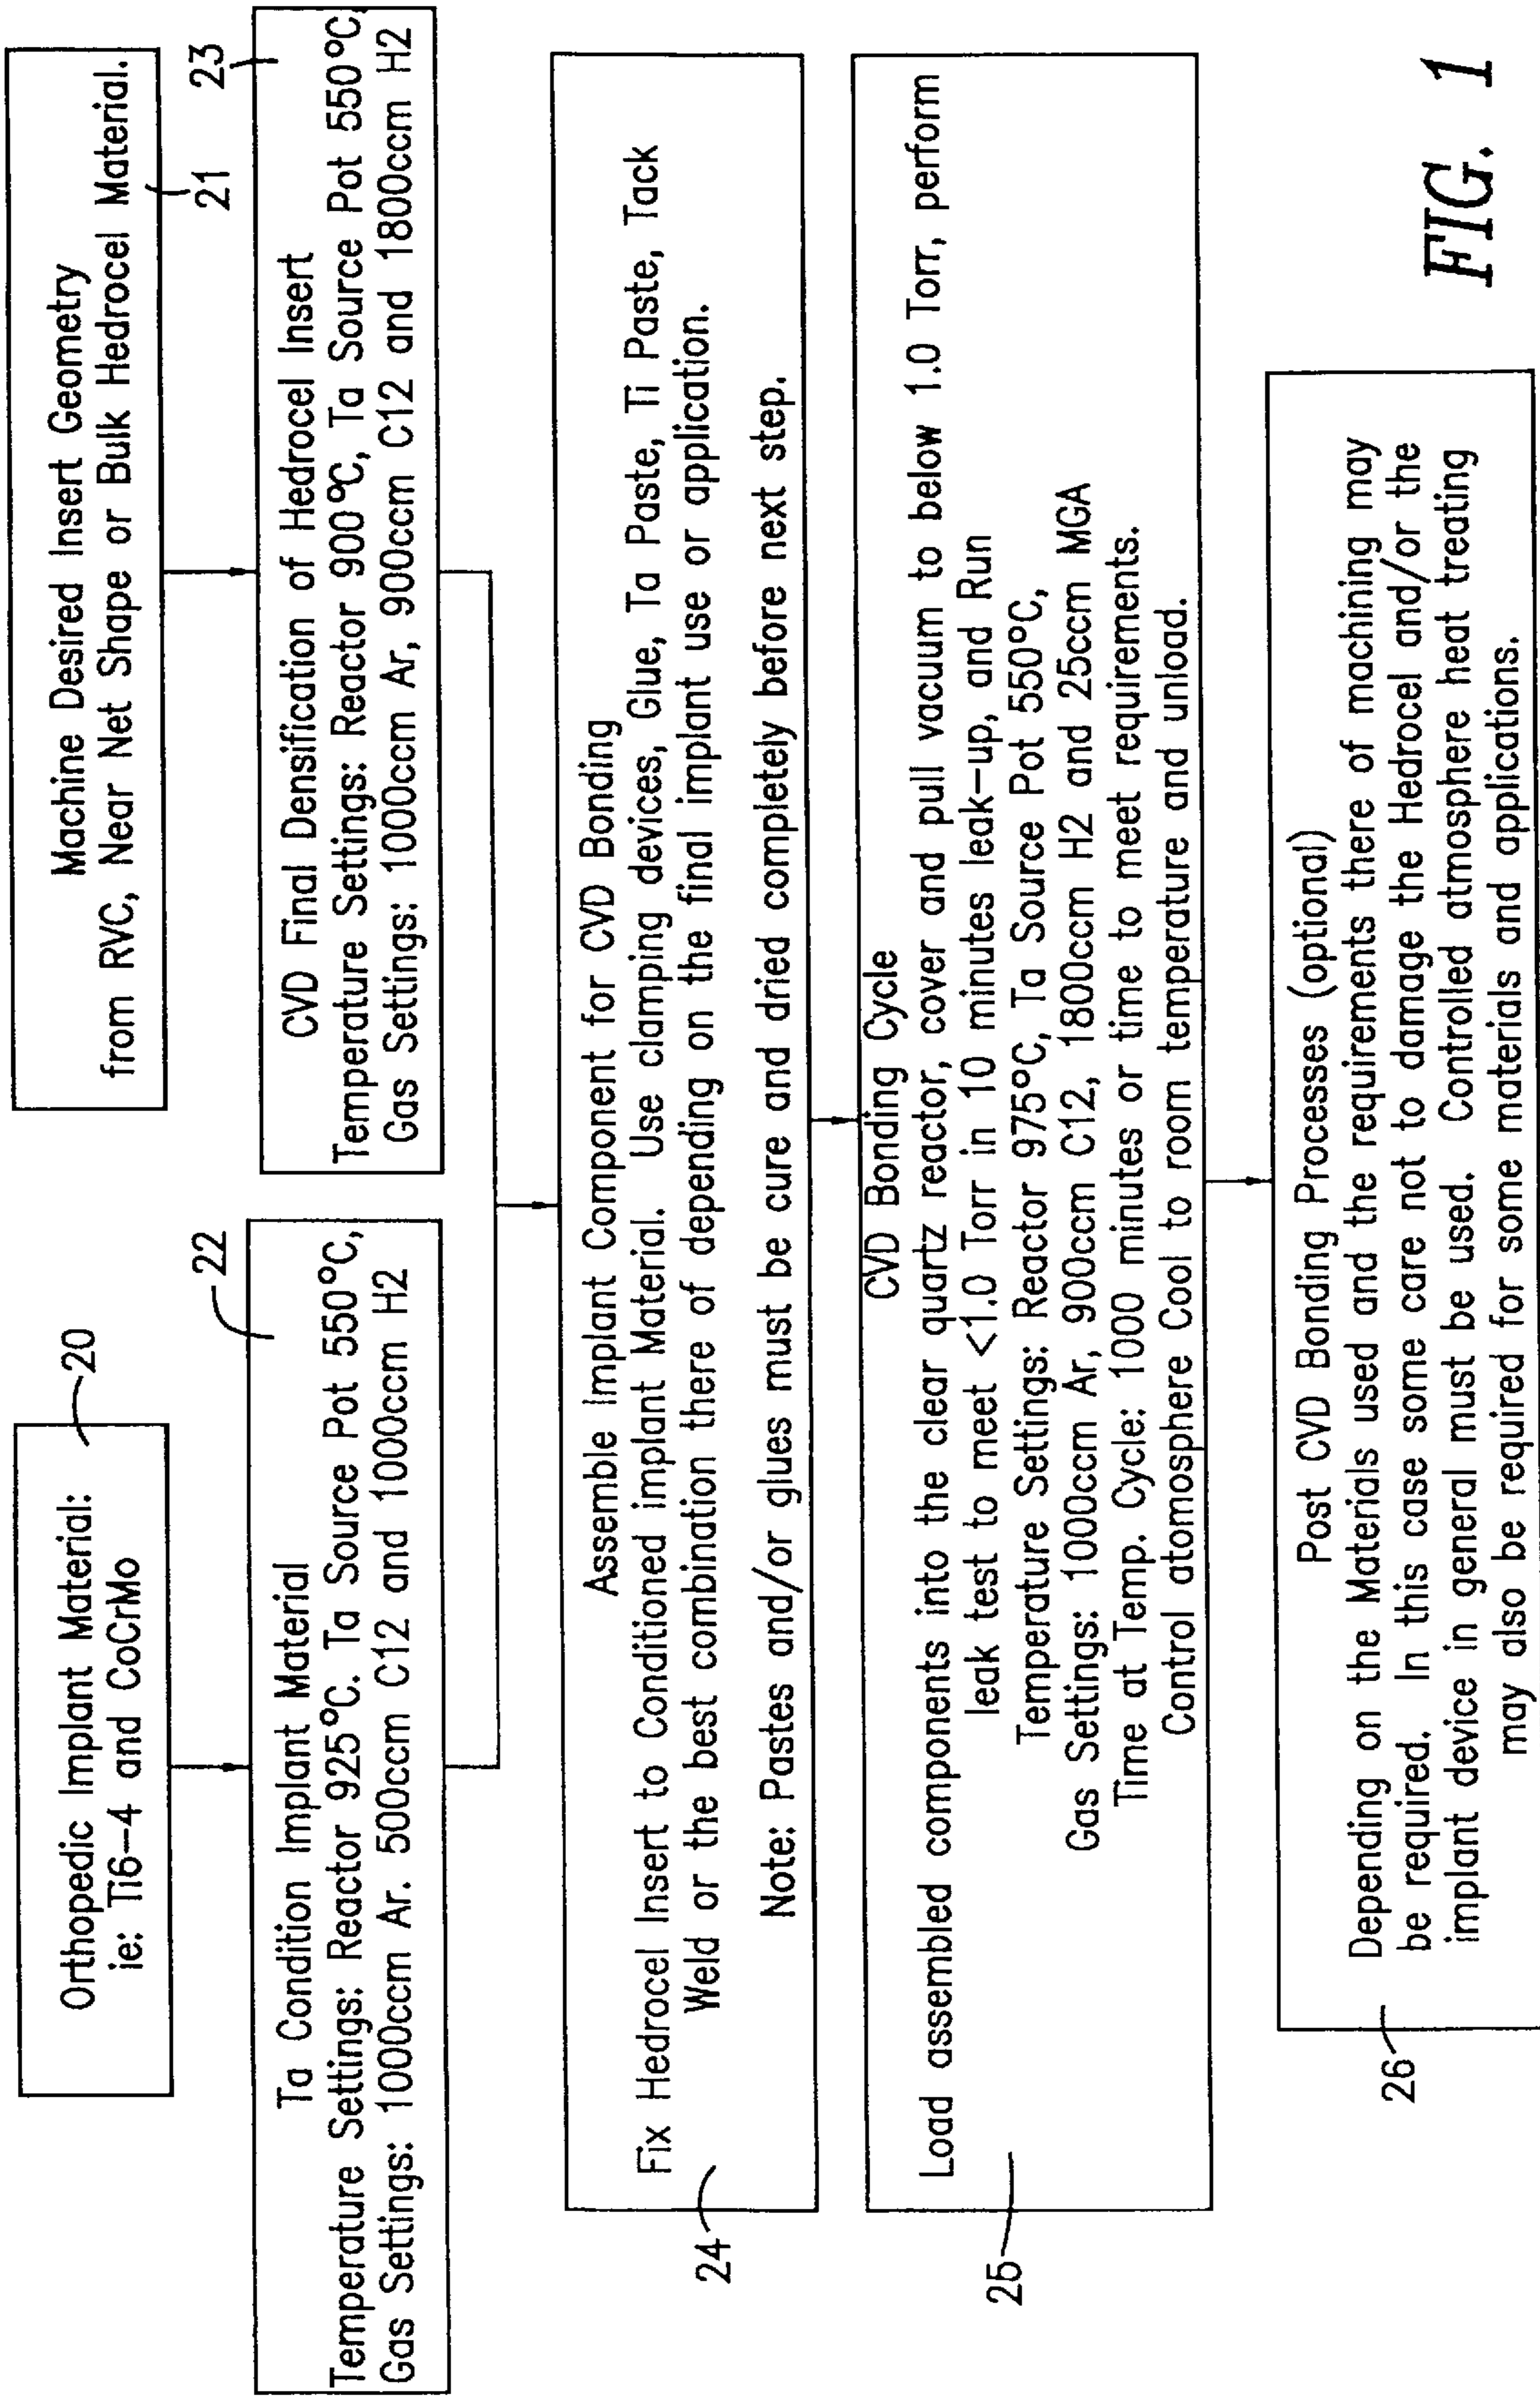 Orthopedic Implant Material:
ie: Ti6-4 and CoCrMo
20
Machine Desired Insert Geometry
from RVC, Near Net Shape or Bulk Hedrocel Material.
21
Ta Condition Implant Material
Temperature Settings: Reactor 925°C. Ta Source Pot 550°C,
Gas Settings: 1000ccm Ar. 500ccm C12 and 1000ccm H2
22
CVD Final Densification of Hedrocel Insert
Temperature Settings: Reactor 900°C, Ta Source Pot 550°C,
Gas Settings: 1000ccm Ar, 900ccm C12 and 1800ccm H2
23
Assemble Implant Component for CVD Bonding
Fix Hedrocel Insert to Conditioned implant Material. Use clamping devices, Glue, Ta Paste, Ti Paste, Tack
Weld or the best combination there of depending on the final implant use or application.
Note: Pastes and/or glues must be cure and dried completely before next step.
24
CVD Bonding Cycle
Load assembled components into the clear quartz reactor, cover and pull vacuum to below 1.0 Torr, perform
leak test to meet <1.0 Torr in 10 minutes leak-up, and Run
Temperature Settings: Reactor 975°C, Ta Source Pot 550°C,
Gas Settings: 1000ccm Ar, 900ccm C12, 1800ccm H2 and 25ccm MGA
Time at Temp. Cycle: 1000 minutes or time to meet requirements.
Control atomosphere Cool to room temperature and unload.
25
Post CVD Bonding Processes (optional)
Depending on the Materials used and the requirements there of machining may
be required. In this case some care not to damage the Hedrocel and/or the
implant device in general must be used. Controlled atmosphere heat treating
may also be required for some materials and applications.
26
FIG. 1